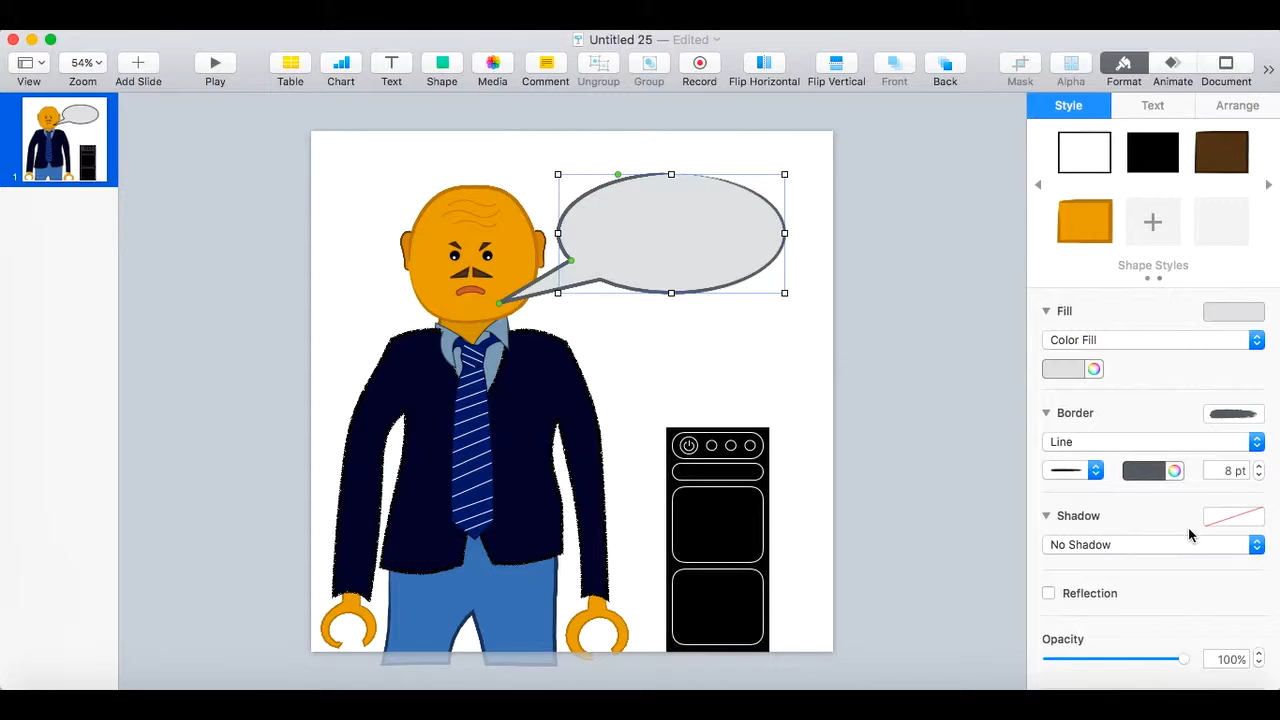 Untitled 25 — Edited
54%
View Zoom Add Slide Play Table Chart Text Shape Media Comment Ungroup Group Record Flip Horizontal Flip Vertical Front Back Mask Alpha Format Animate Document
Style Text Arrange
1
Shape Styles
Fill
Color Fill
Border
Line
8 pt
Shadow
No Shadow
Reflection
Opacity
100%